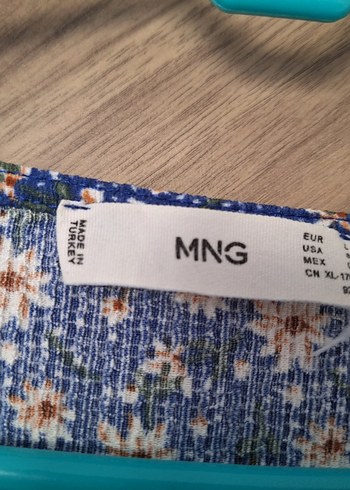 MADE IN
TURKEY
MNG
EUR L
USA
MEX
CN XL-17